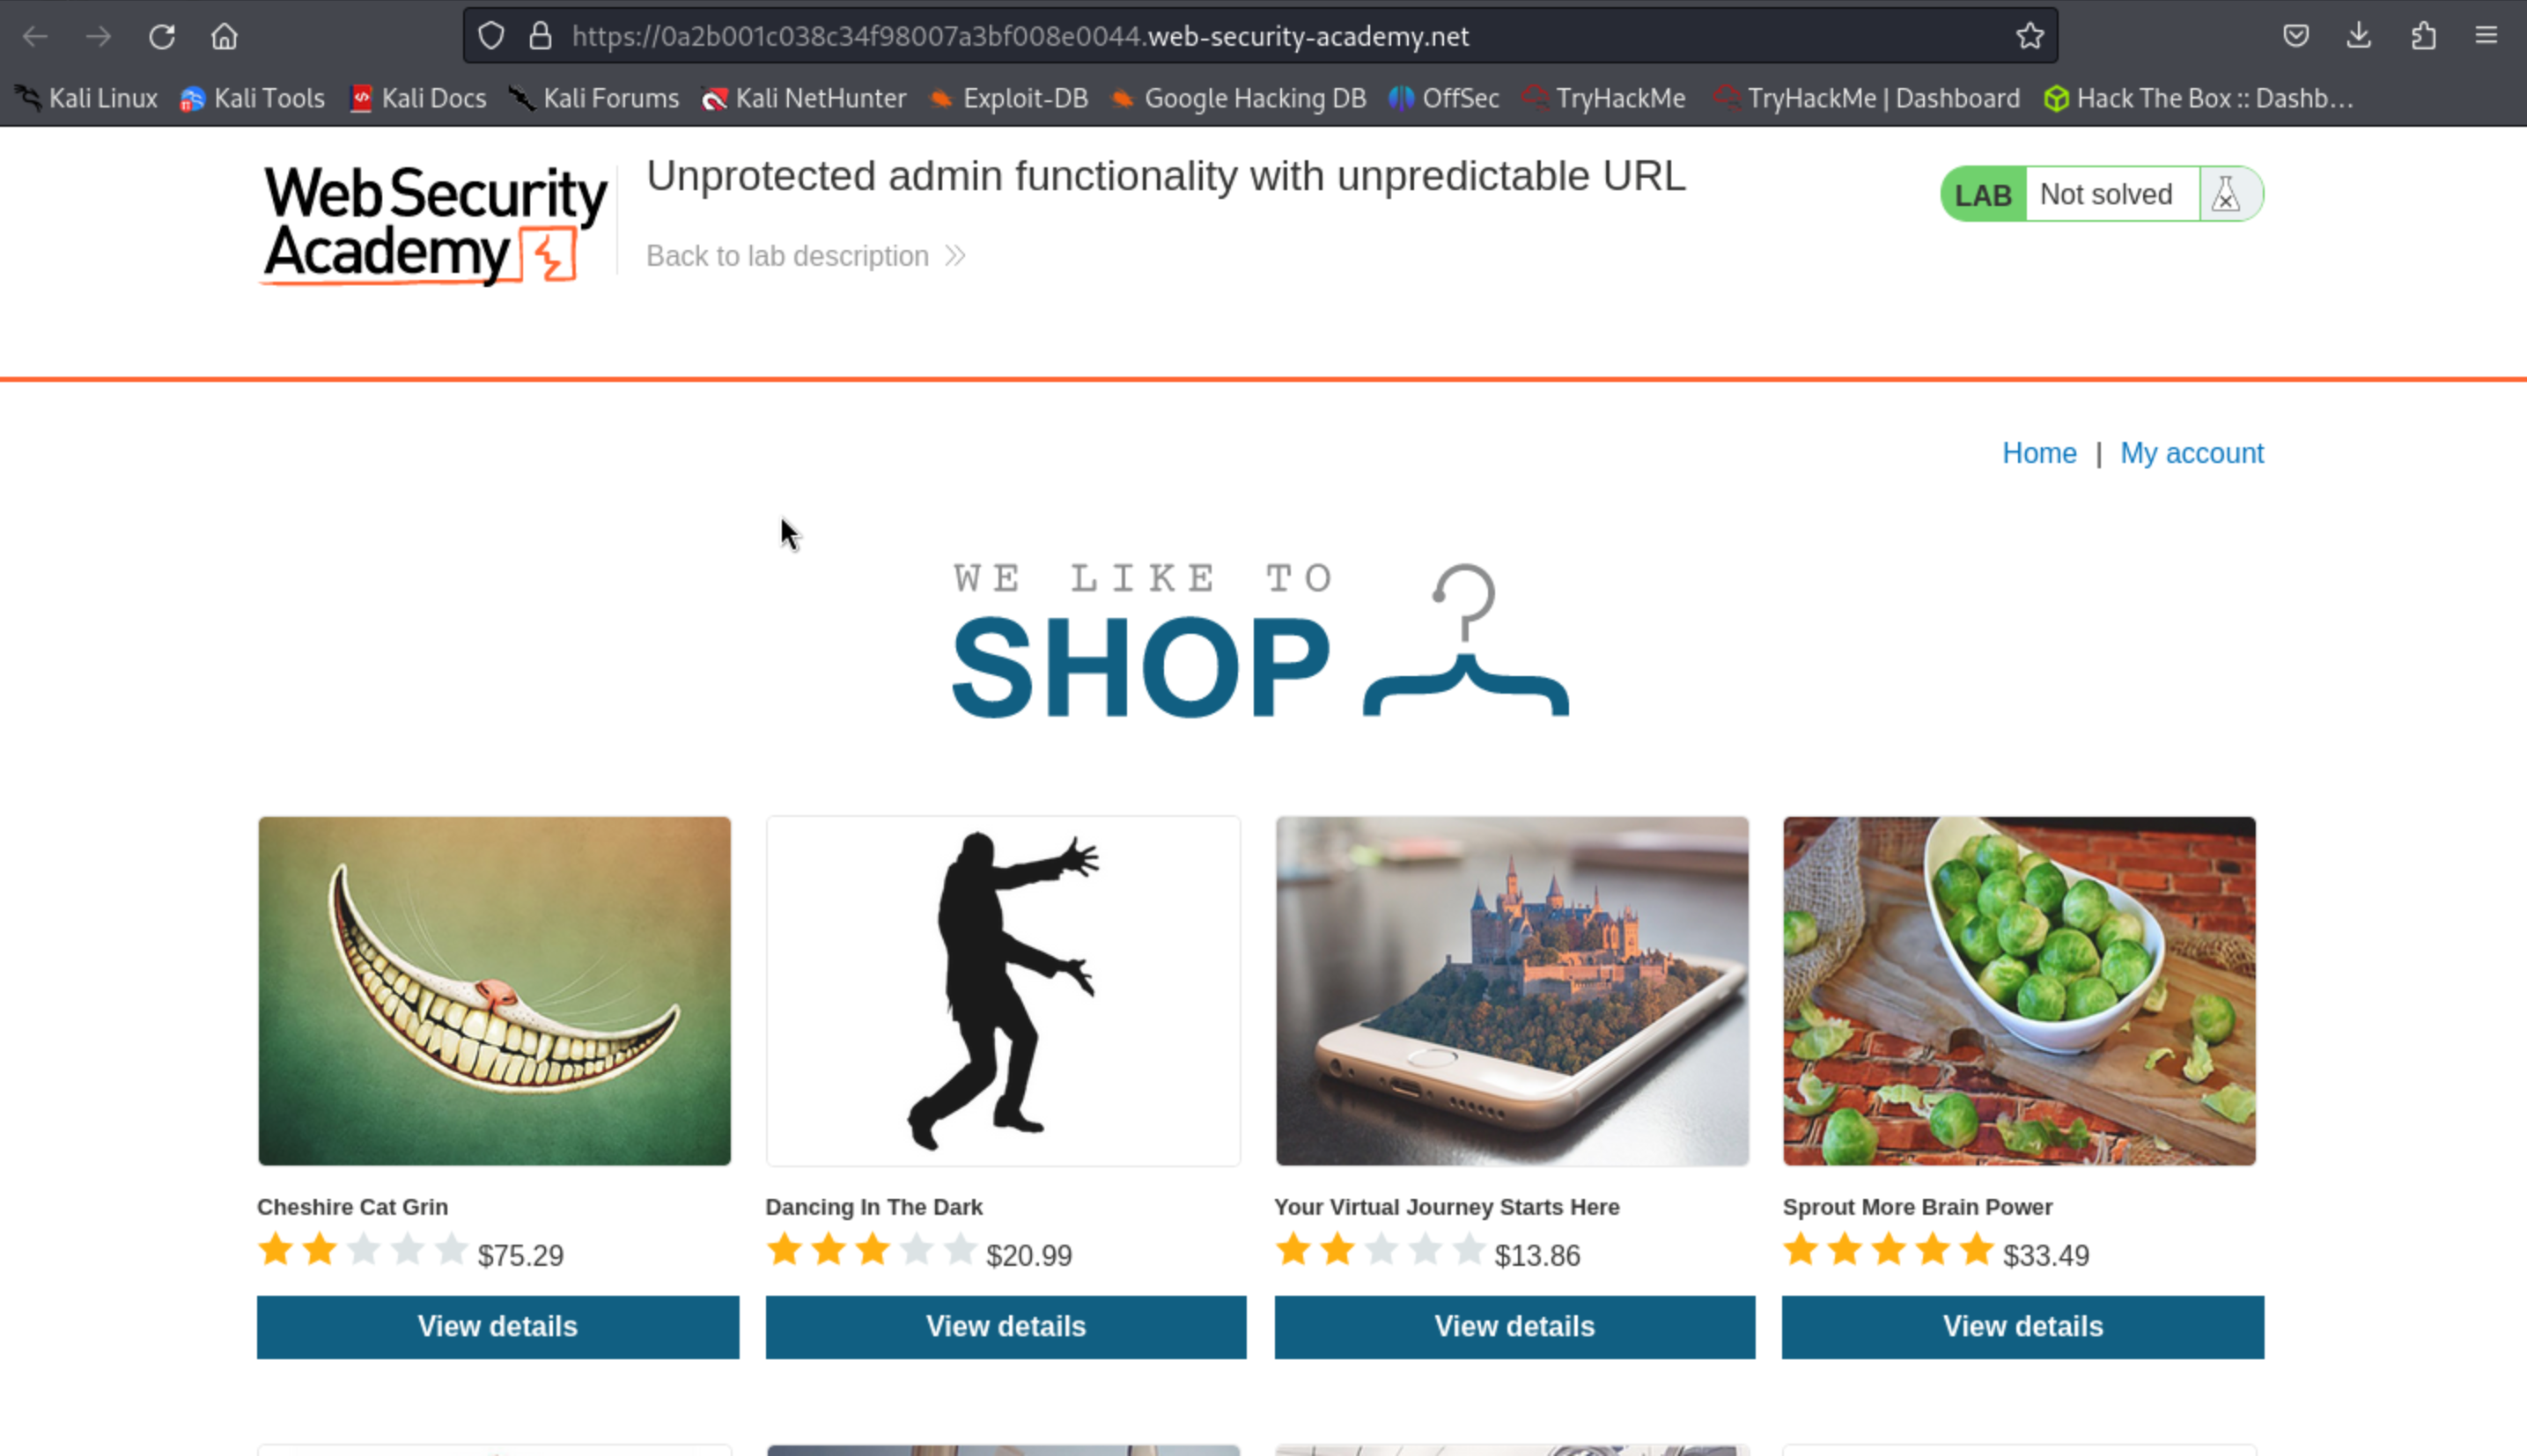 https://0a2b001c038c34f98007a3bf008e0044.web-security-academy.net
Kali Linux Kali Tools Kali Docs Kali Forums Kali NetHunter Exploit-DB Google Hacking DB OffSec TryHackMe TryHackMe | Dashboard Hack The Box :: Dashb…
Web Security
Academy
Unprotected admin functionality with unpredictable URL
Back to lab description
LAB Not solved
Home | My account
WE LIKE TO
SHOP
Cheshire Cat Grin
$75.29
View details
Dancing In The Dark
$20.99
View details
Your Virtual Journey Starts Here
$13.86
View details
Sprout More Brain Power
$33.49
View details